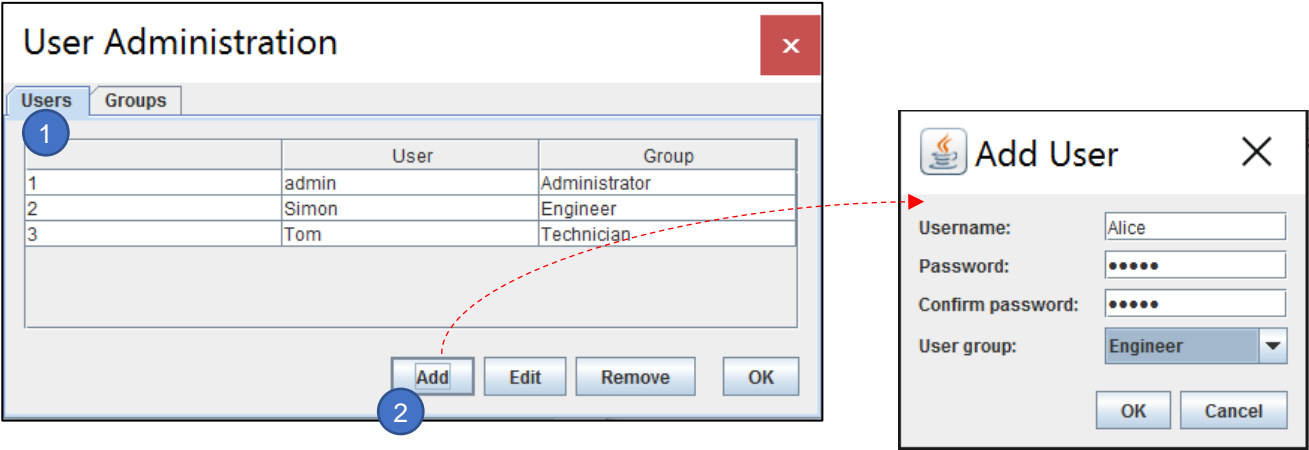 User Administration x
Users Groups
1
User Group
1 admin Administrator
2 Simon Engineer
3 Tom Technician
Add Edit Remove OK
2
Add User
Username: Alice
Password: •••••
Confirm password: •••••
User group: Engineer
OK Cancel